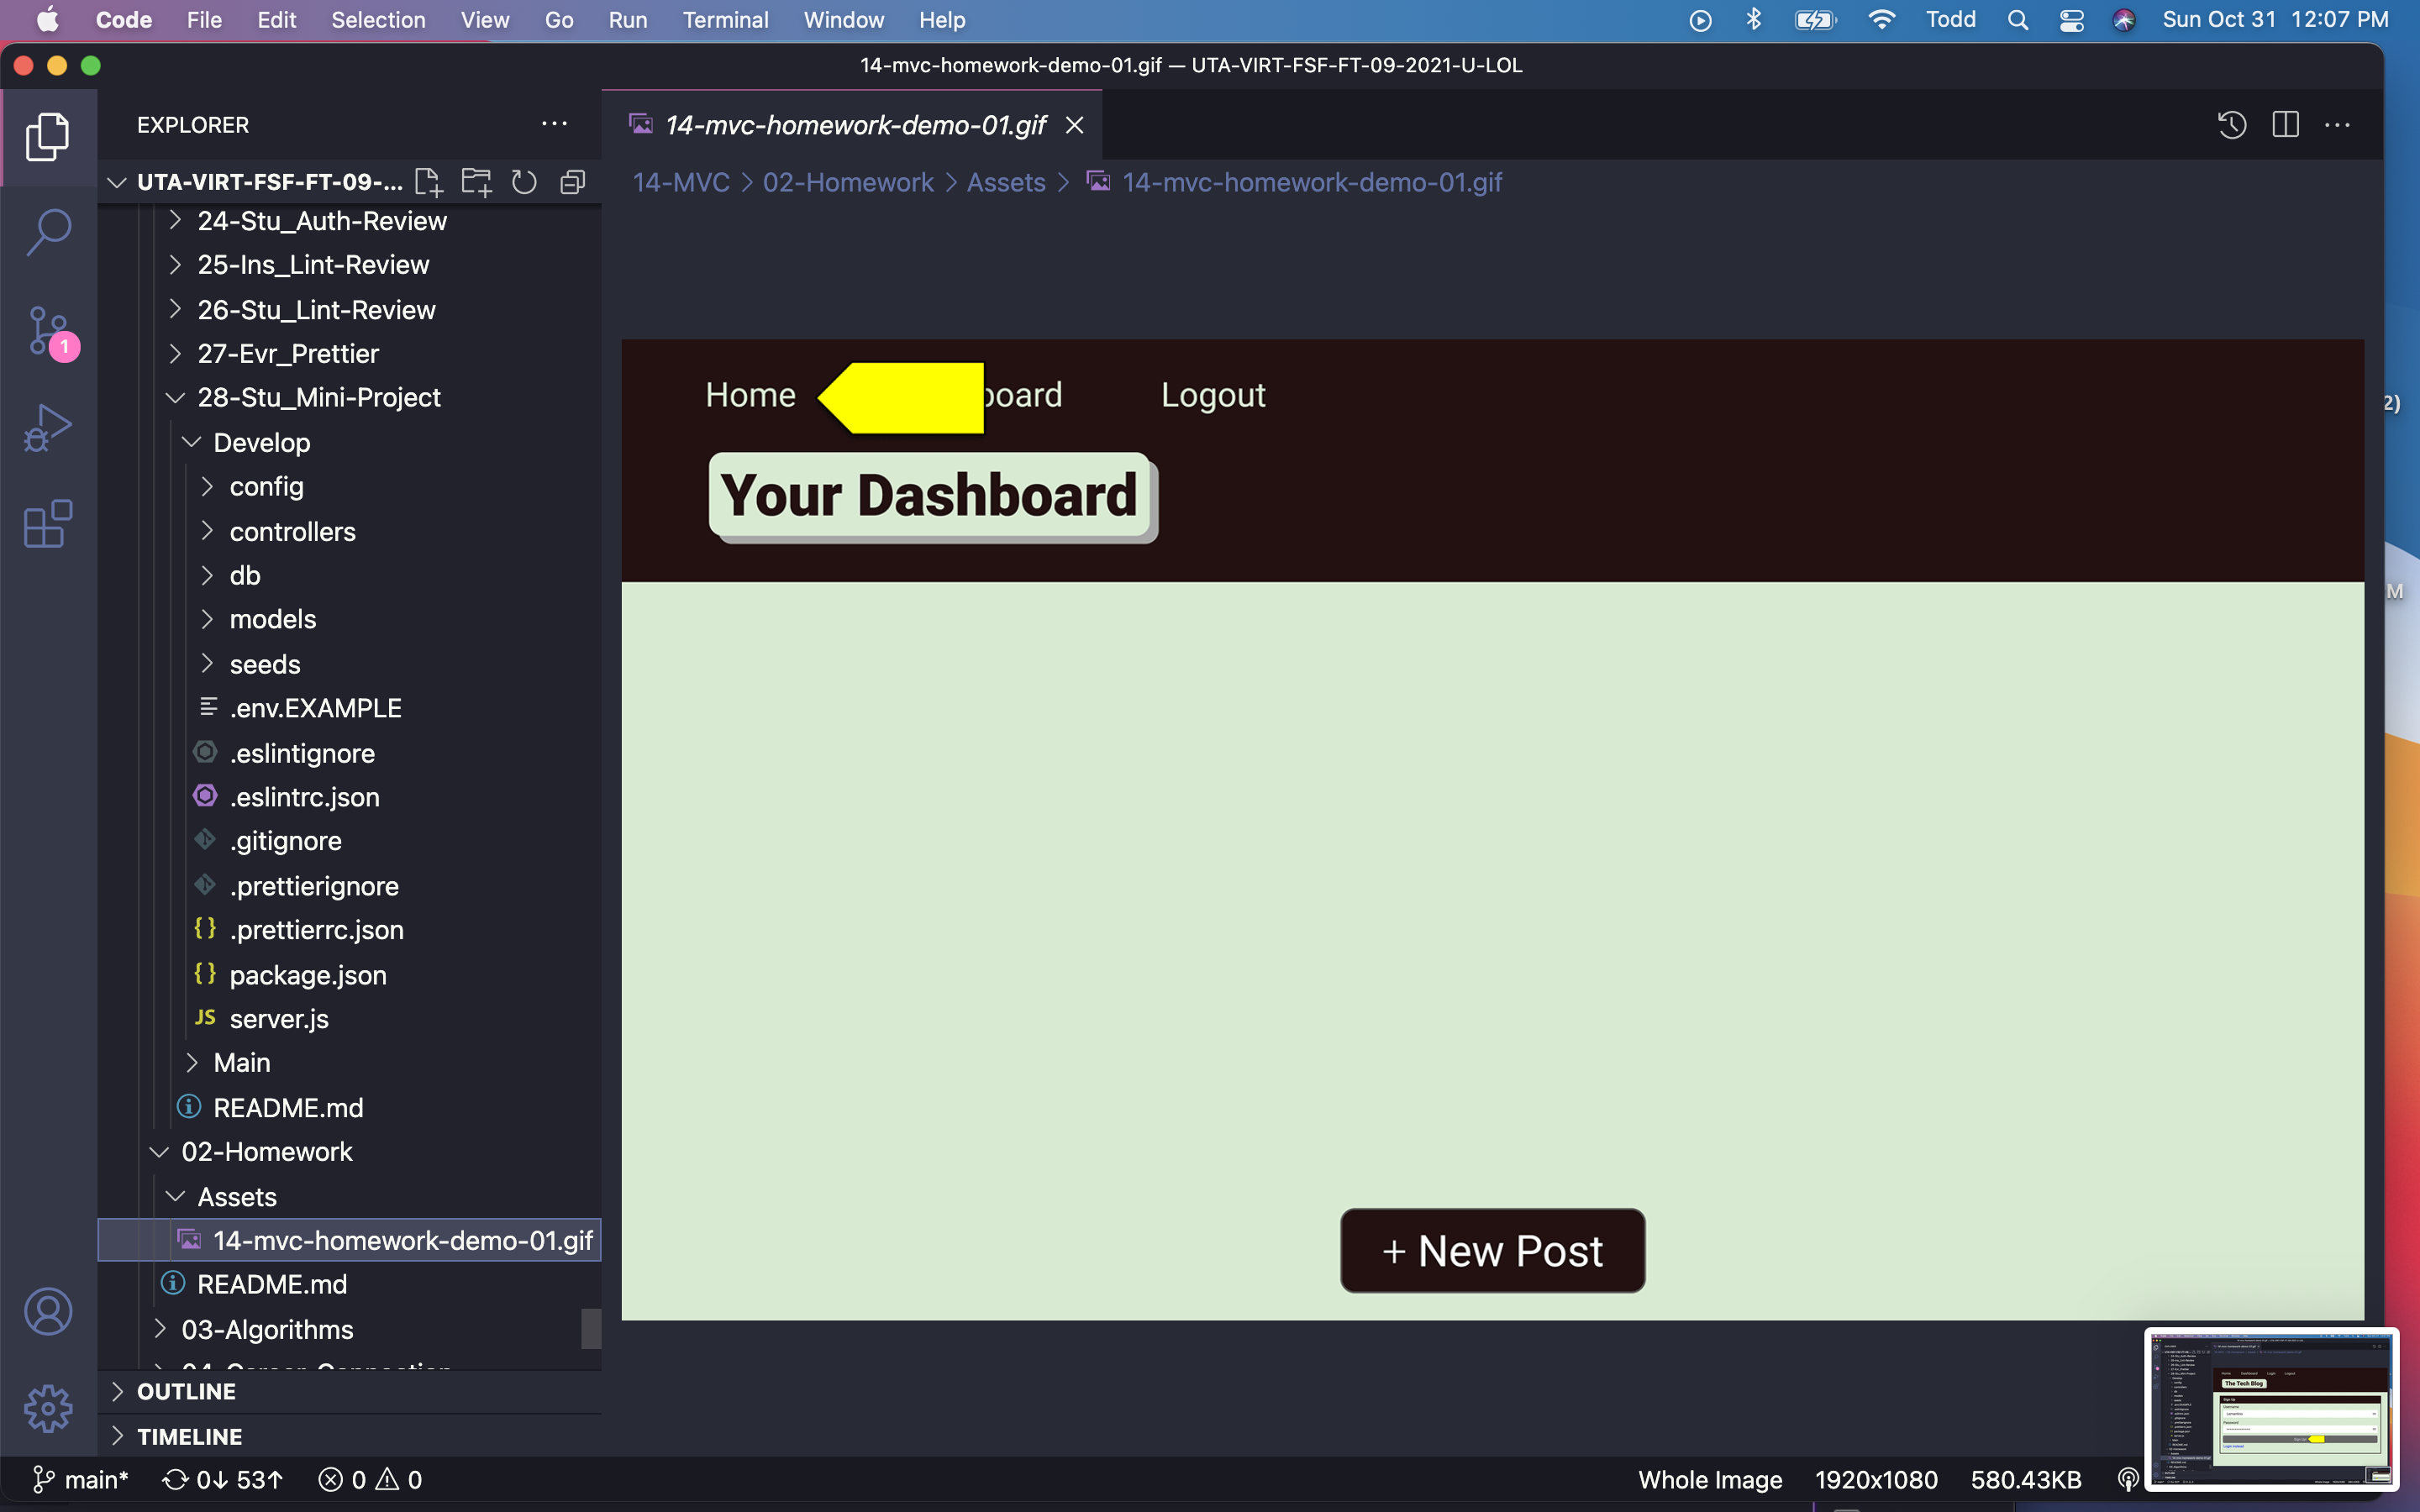 Code File Edit Selection View Go Run Terminal Window Help Todd Sun Oct 31 12:07 PM
14-mvc-homework-demo-01.gif — UTA-VIRT-FSF-FT-09-2021-U-LOL
EXPLORER
14-mvc-homework-demo-01.gif
UTA-VIRT-FSF-FT-09-...
14-MVC > 02-Homework > Assets > 14-mvc-homework-demo-01.gif
24-Stu_Auth-Review
25-Ins_Lint-Review
26-Stu_Lint-Review
1
27-Evr_Prettier
28-Stu_Mini-Project
Develop
config
controllers
db
models
seeds
.env.EXAMPLE
.eslintignore
.eslintrc.json
.gitignore
.prettierignore
{} .prettierrc.json
{} package.json
JS server.js
Main
README.md
02-Homework
Assets
14-mvc-homework-demo-01.gif
README.md
03-Algorithms
OUTLINE
TIMELINE
Home board Logout
Your Dashboard
+ New Post
2)
M
The Tech Blog
main* 0↓ 53↑ 0 0 Whole Image 1920x1080 580.43KB